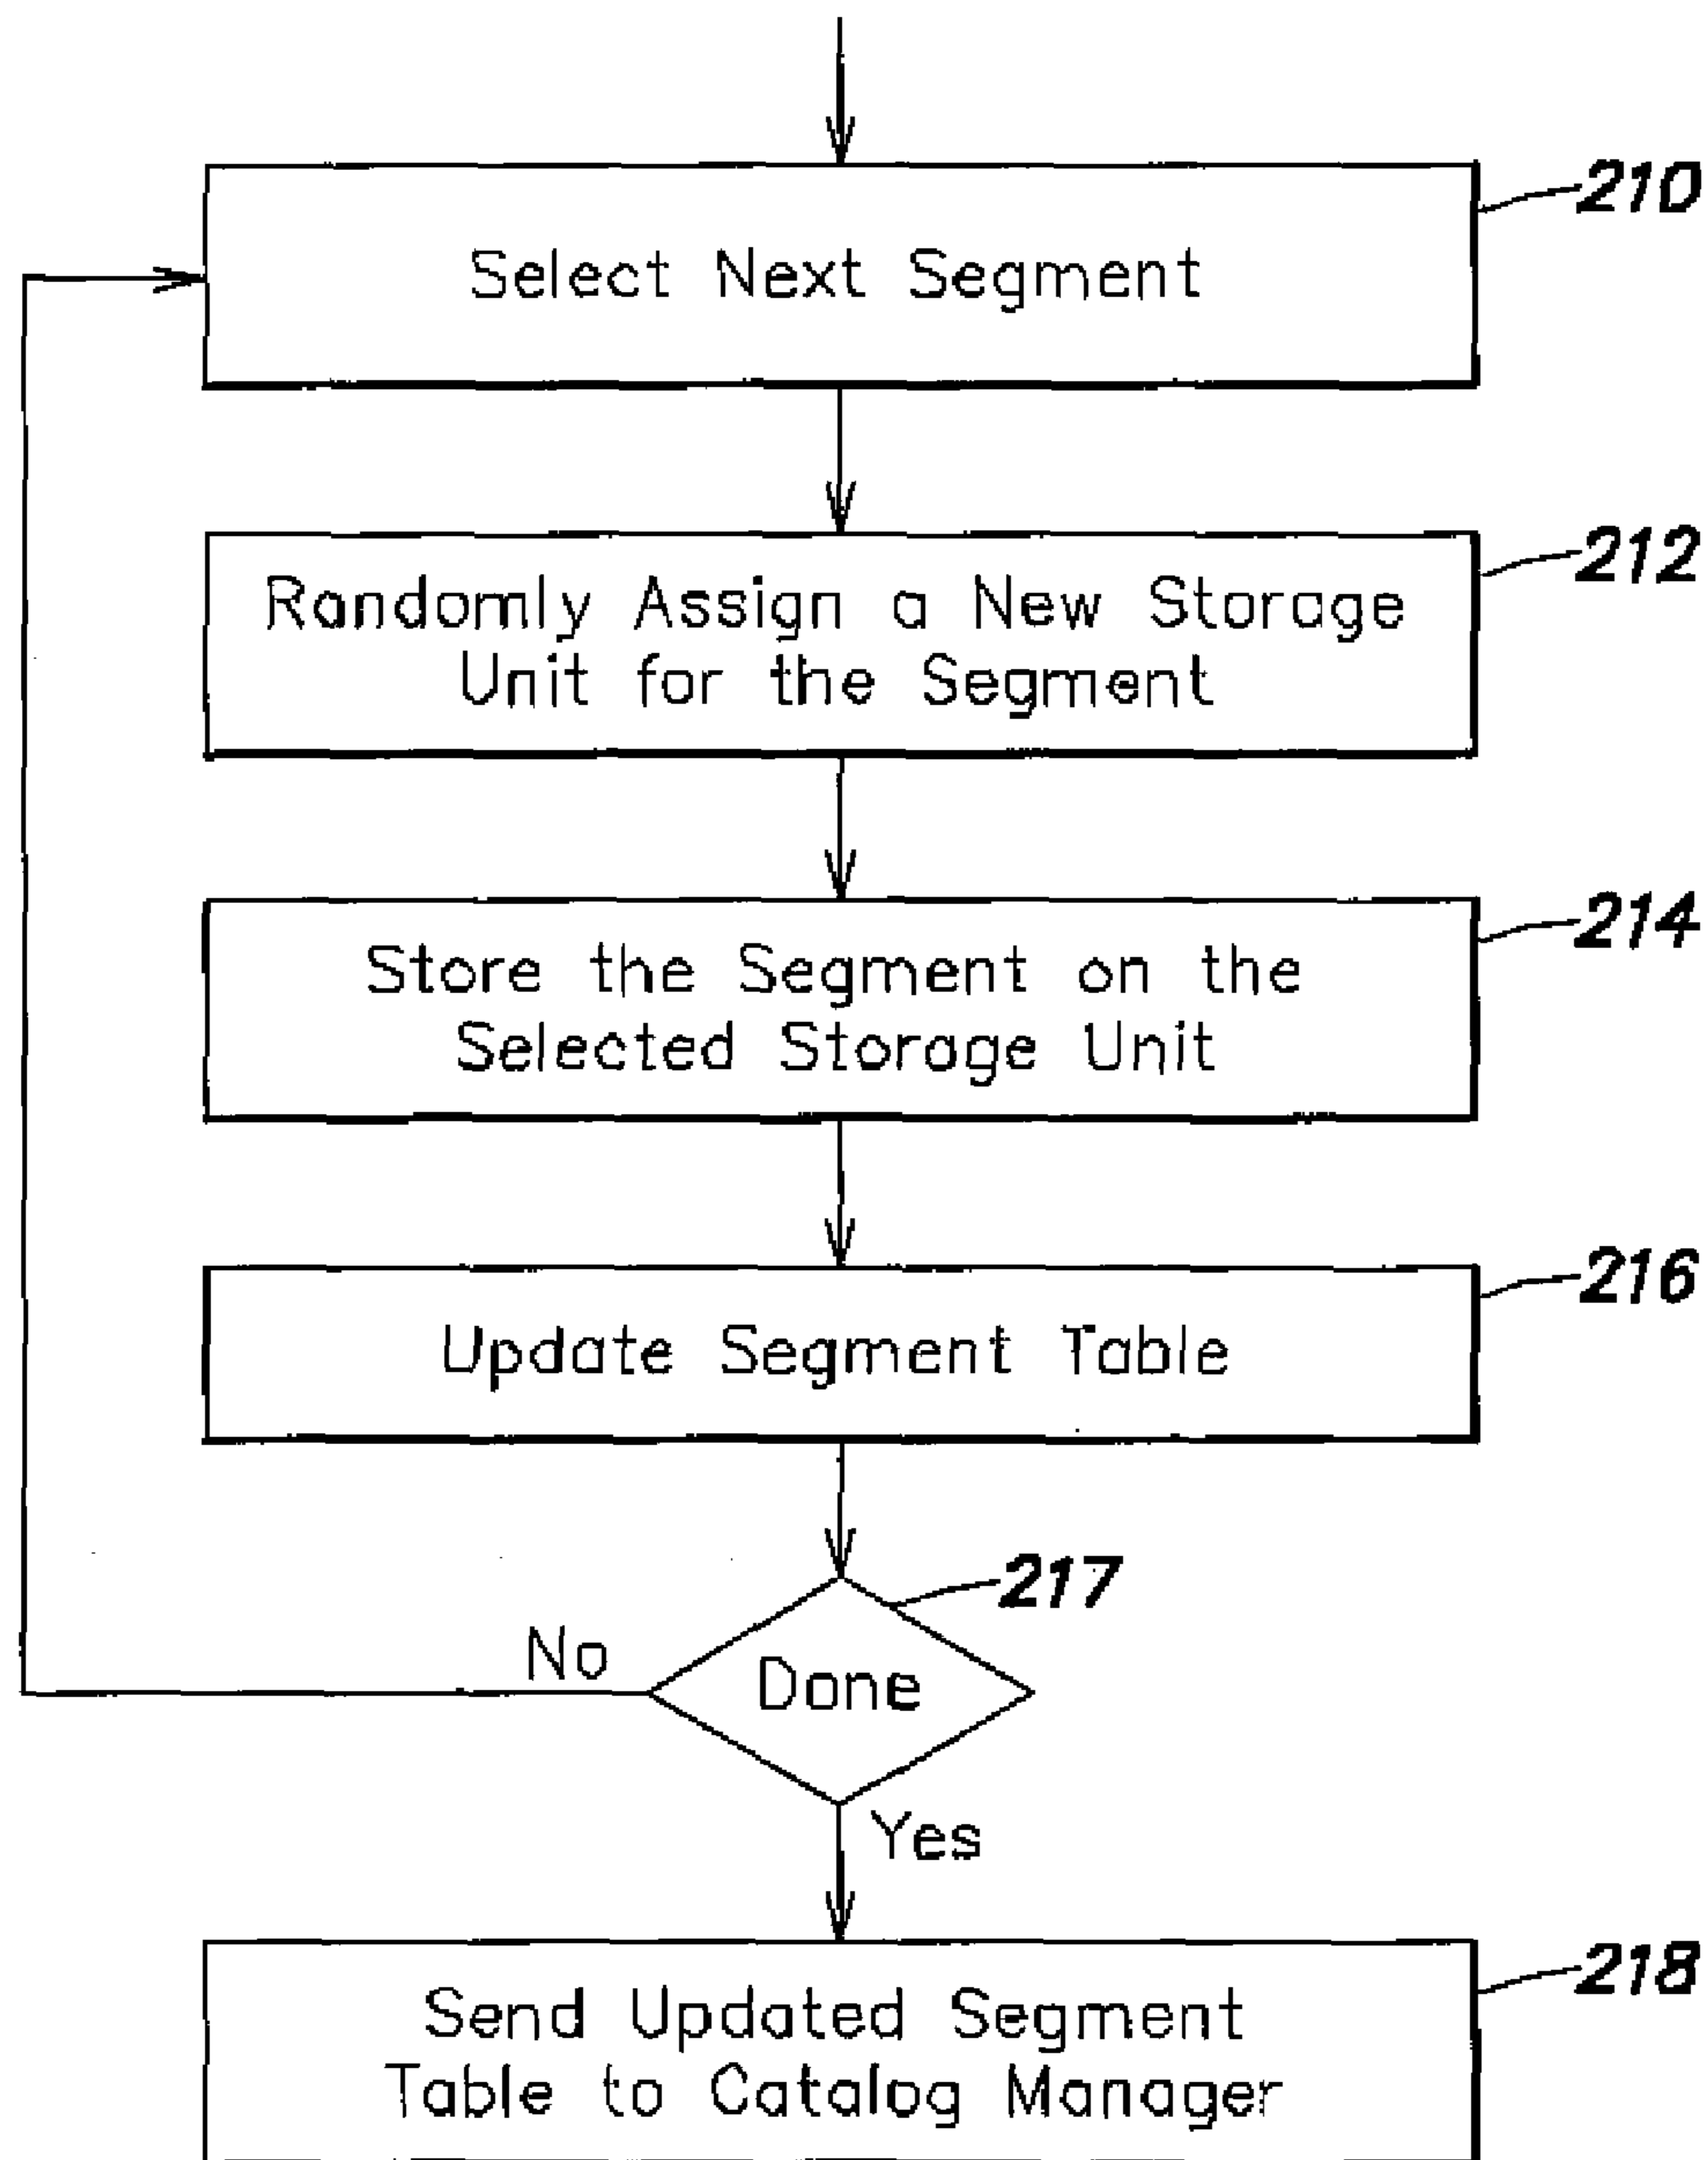 210
Select Next Segment
212
Randomly Assign a New Storage
Unit for the Segment
214
Store the Segment on the
Selected Storage Unit
216
Update Segment Table
217
No
Done
Yes
218
Send Updated Segment
Table to Catalog Manager